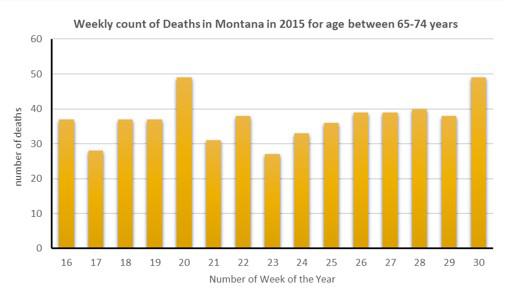 Weekly count of Deaths in Montana in 2015 for age between 65-74 years
60
50
40
30
20
10
0
number of deaths
16 17 18 19 20 21 22 23 24 25 26 27 28 29 30
Number of Week of the Year